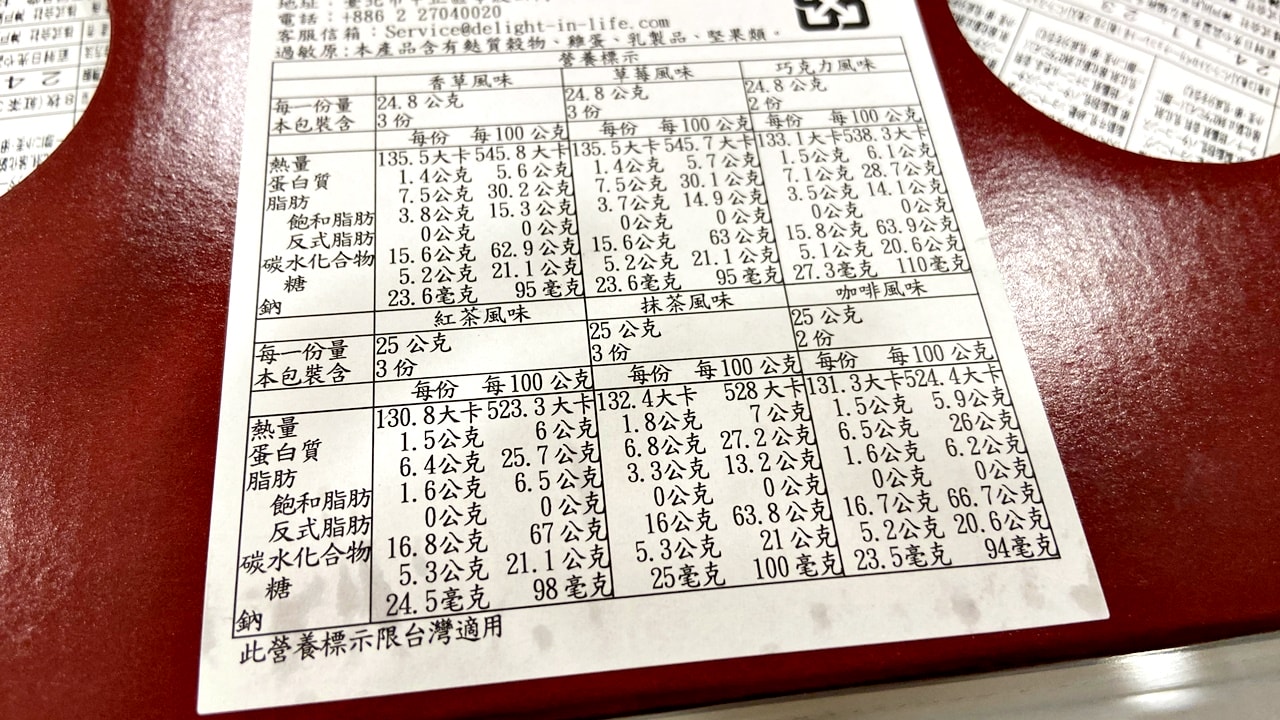 電話：+886 2 27040020
客服信箱：Service@delight-in-life.com
過敏原:本產品含有麩質穀物、雞蛋、乳製品、堅果類。
營養標示
香草風味 草莓風味 巧克力風味
每一份量 24.8 公克 24.8 公克 24.8 公克
本包裝含 3 份 3 份 2 份
每份 每100 公克 每份 每100 公克 每份 每100 公克
熱量 135.5大卡 545.8大卡 135.5大卡 545.7大卡 133.1大卡 538.3大卡
蛋白質 1.4公克 5.6公克 1.4公克 5.7公克 1.5公克 6.1公克
脂肪 7.5公克 30.2公克 7.5公克 30.1公克 7.1公克 28.7公克
飽和脂肪 3.8公克 15.3公克 3.7公克 14.9公克 3.5公克 14.1公克
反式脂肪 0公克 0公克 0公克 0公克 0公克 0公克
碳水化合物 15.6公克 62.9公克 15.6公克 63公克 15.8公克 63.9公克
糖 5.2公克 21.1公克 5.2公克 21.1公克 5.1公克 20.6公克
鈉 23.6毫克 95毫克 23.6毫克 95毫克 27.3毫克 110毫克
紅茶風味 抹茶風味 咖啡風味
每一份量 25 公克 25 公克 25 公克
本包裝含 3 份 3 份 2 份
每份 每100 公克 每份 每100 公克 每份 每100 公克
熱量 130.8大卡 523.3大卡 132.4大卡 528大卡 131.3大卡 524.4大卡
蛋白質 1.5公克 6公克 1.8公克 7公克 1.5公克 5.9公克
脂肪 6.4公克 25.7公克 6.8公克 27.2公克 6.5公克 26公克
飽和脂肪 1.6公克 6.5公克 3.3公克 13.2公克 1.6公克 6.2公克
反式脂肪 0公克 0公克 0公克 0公克 0公克 0公克
碳水化合物 16.8公克 67公克 16公克 63.8公克 16.7公克 66.7公克
糖 5.3公克 21.1公克 5.3公克 21公克 5.2公克 20.6公克
鈉 24.5毫克 98毫克 25毫克 100毫克 23.5毫克 94毫克
此營養標示限台灣適用